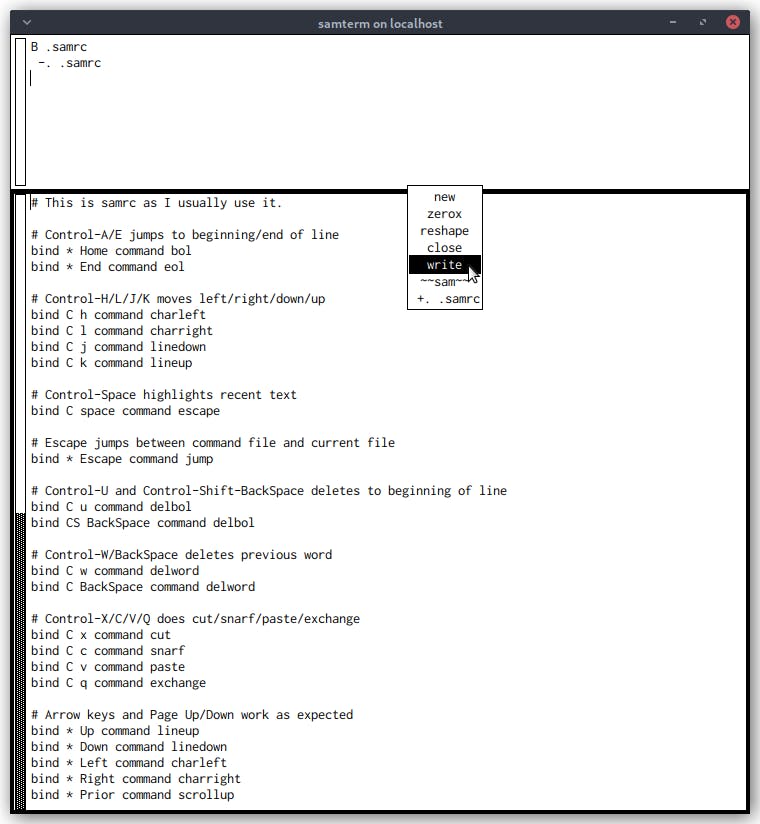 samterm on localhost
B .samrc
 -. .samrc
new
zerox
reshape
close
write
~~sam~~
+. .samrc
# This is samrc as I usually use it.
# Control-A/E jumps to beginning/end of line
bind * Home command bol
bind * End command eol
# Control-H/L/J/K moves left/right/down/up
bind C h command charleft
bind C l command charright
bind C j command linedown
bind C k command lineup
# Control-Space highlights recent text
bind C space command escape
# Escape jumps between command file and current file
bind * Escape command jump
# Control-U and Control-Shift-BackSpace deletes to beginning of line
bind C u command delbol
bind CS BackSpace command delbol
# Control-W/BackSpace deletes previous word
bind C w command delword
bind C BackSpace command delword
# Control-X/C/V/Q does cut/snarf/paste/exchange
bind C x command cut
bind C c command snarf
bind C v command paste
bind C q command exchange
# Arrow keys and Page Up/Down work as expected
bind * Up command lineup
bind * Down command linedown
bind * Left command charleft
bind * Right command charright
bind * Prior command scrollup